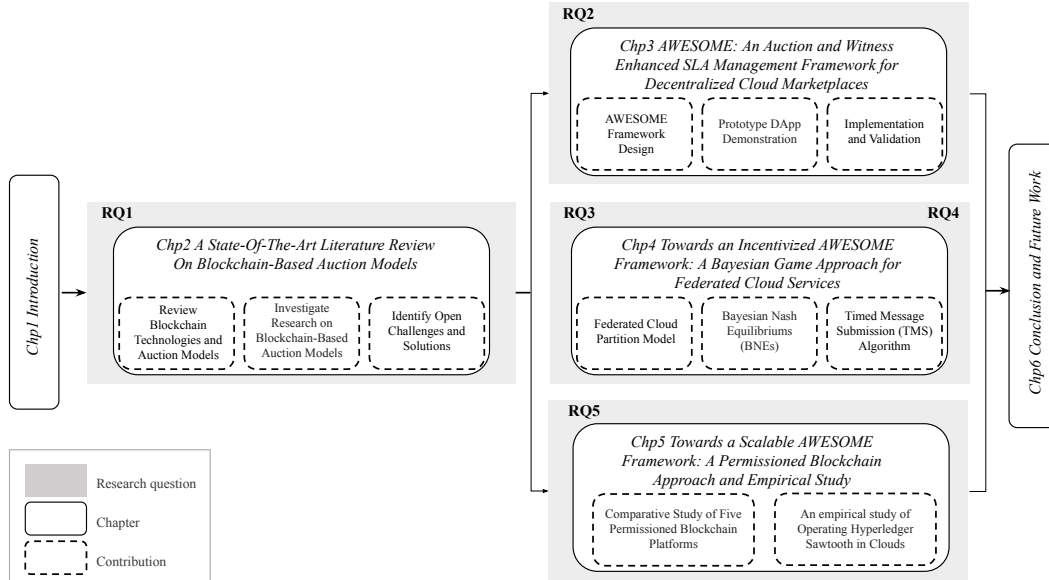 Chp1 Introduction
RQ1
Chp2 A State-Of-The-Art Literature Review
On Blockchain-Based Auction Models
Review
Blockchain
Technologies and
Auction Models
Investigate
Research on
Blockchain-Based
Auction Models
Identify Open
Challenges and
Solutions
RQ2
Chp3 AWESOME: An Auction and Witness
Enhanced SLA Management Framework for
Decentralized Cloud Marketplaces
AWESOME
Framework
Design
Prototype DApp
Demonstration
Implementation
and Validation
RQ3
RQ4
Chp4 Towards an Incentivized AWESOME
Framework: A Bayesian Game Approach for
Federated Cloud Services
Federated Cloud
Partition Model
Bayesian Nash
Equilibriums
(BNEs)
Timed Message
Submission (TMS)
Algorithm
RQ5
Chp5 Towards a Scalable AWESOME
Framework: A Permissioned Blockchain
Approach and Empirical Study
Comparative Study of Five
Permissioned Blockchain
Platforms
An empirical study of
Operating Hyperledger
Sawtooth in Clouds
Chp6 Conclusion and Future Work
Research question
Chapter
Contribution